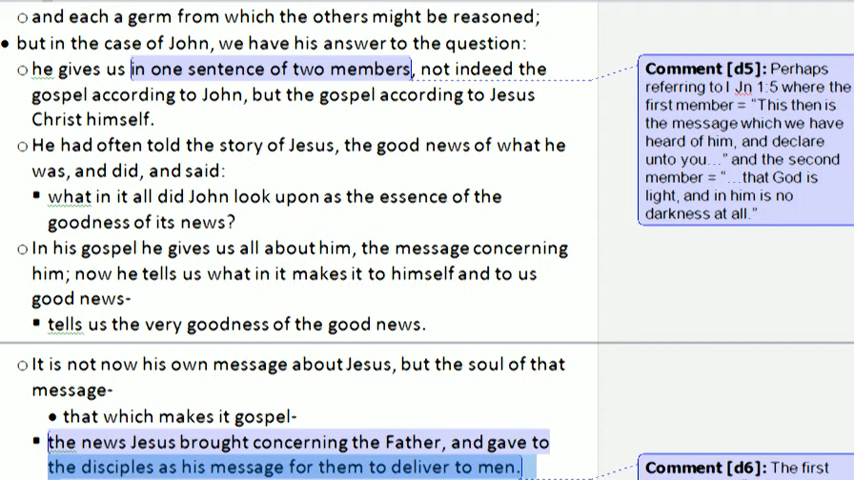 ○ and each a germ from which the others might be reasoned;
● but in the case of John, we have his answer to the question:
○ he gives us in one sentence of two members, not indeed the
gospel according to John, but the gospel according to Jesus
Christ himself.
○ He had often told the story of Jesus, the good news of what he
was, and did, and said:
▪ what in it all did John look upon as the essence of the
goodness of its news?
○ In his gospel he gives us all about him, the message concerning
him; now he tells us what in it makes it to himself and to us
good news-
▪ tells us the very goodness of the good news.
○ It is not now his own message about Jesus, but the soul of that
message-
● that which makes it gospel-
▪ the news Jesus brought concerning the Father, and gave to
the disciples as his message for them to deliver to men.
Comment [d5]: Perhaps
referring to I Jn 1:5 where the
first member = "This then is
the message which we have
heard of him, and declare
unto you…" and the second
member = "…that God is
light, and in him is no
darkness at all."
Comment [d6]: The first